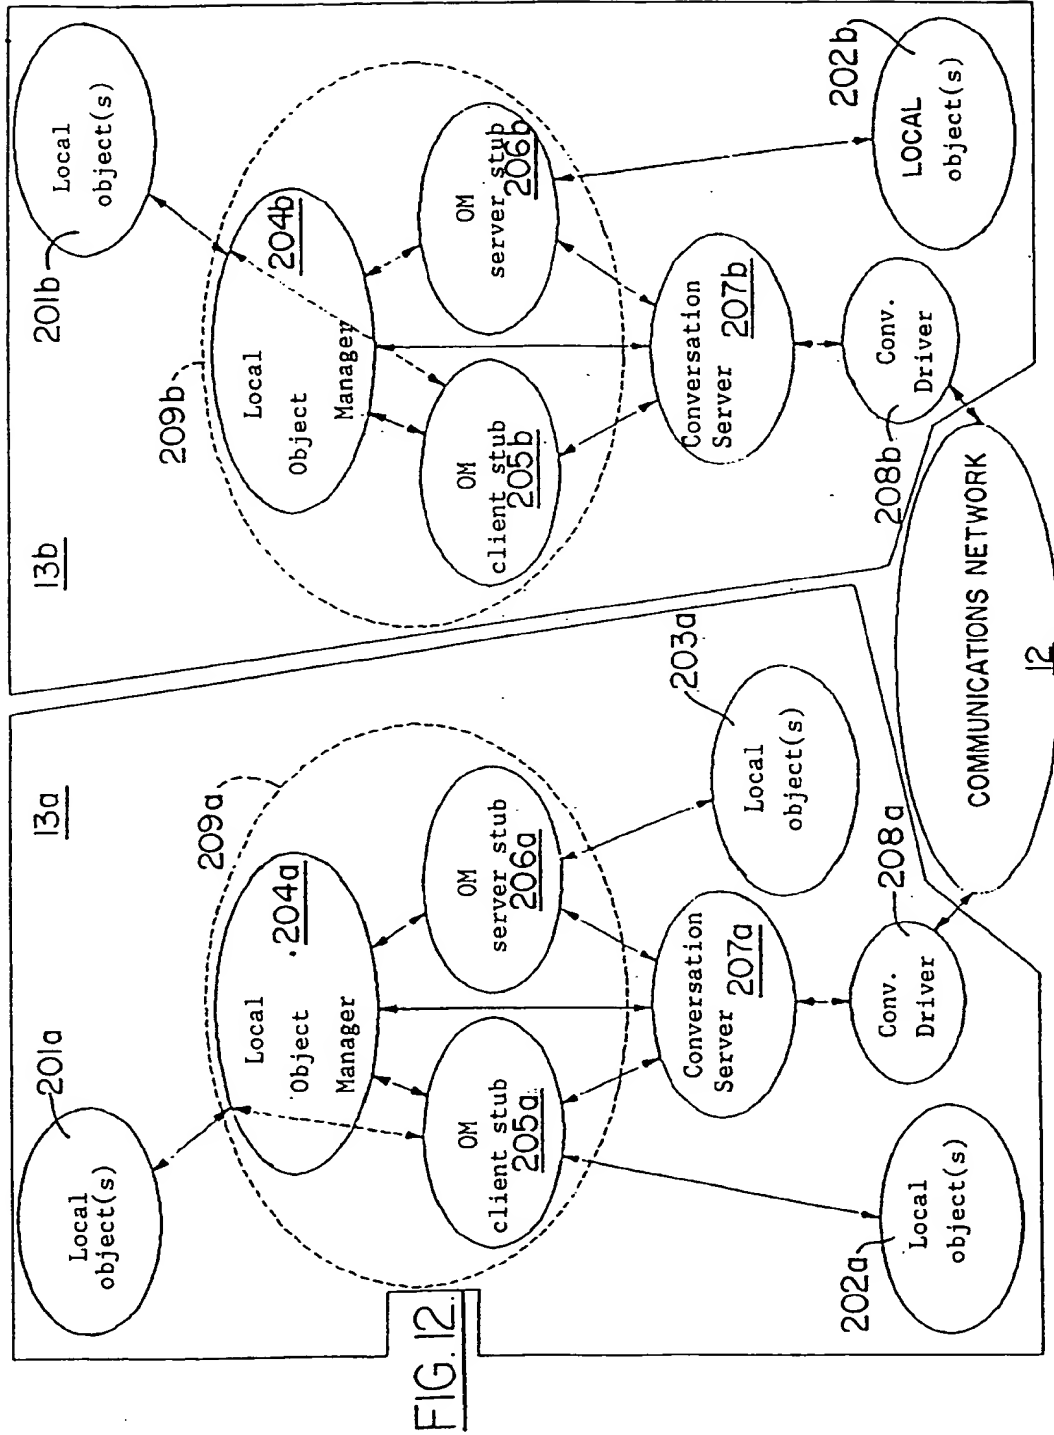 13a
13b
201a
Local
object(s)
209a
Local
Object
Manager
204a
OM
client stub
205a
OM
server stub
206a
Conversation
Server
207a
203a
Local
object(s)
202a
Local
object(s)
Conv.
Driver
208a
201b
Local
object(s)
209b
Local
Object
Manager
204b
OM
client stub
205b
OM
server stub
206b
Conversation
Server
207b
208b
Conv.
Driver
202b
LOCAL
object(s)
COMMUNICATIONS NETWORK
12
FIG. 12.